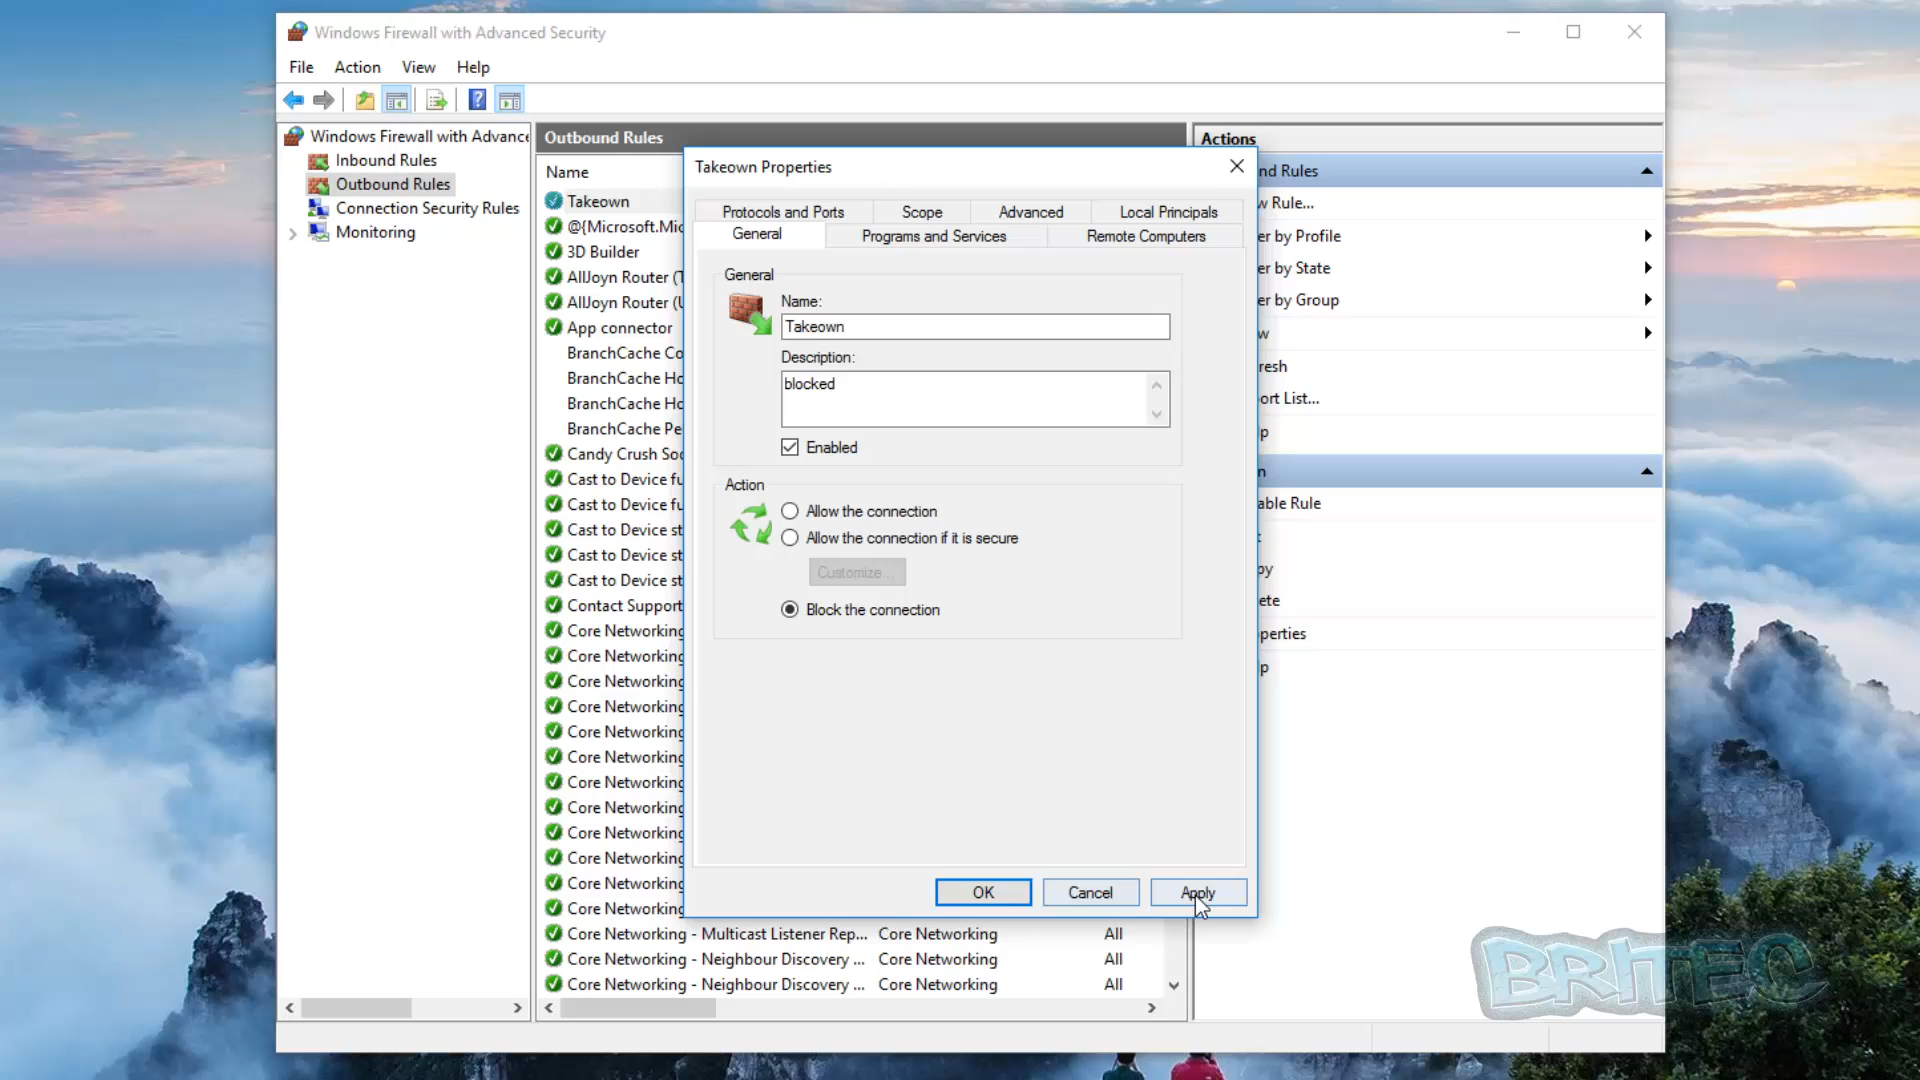 Windows Firewall with Advanced Security
File Action View Help
Windows Firewall with Advance
Inbound Rules
Outbound Rules
Connection Security Rules
Monitoring
Outbound Rules
Name
Takeown
@{Microsoft.Mic
3D Builder
AllJoyn Router (T
AllJoyn Router (U
App connector
BranchCache Co
BranchCache Ho
BranchCache Ho
BranchCache Pe
Candy Crush Soc
Cast to Device fu
Cast to Device fu
Cast to Device st
Cast to Device st
Cast to Device st
Contact Support
Core Networking
Core Networking
Core Networking
Core Networking
Core Networking
Core Networking
Core Networking
Core Networking
Core Networking
Core Networking
Core Networking
Core Networking
Core Networking - Multicast Listener Rep... Core Networking All
Core Networking - Neighbour Discovery ... Core Networking All
Core Networking - Neighbour Discovery ... Core Networking All
Takeown Properties
Protocols and Ports Scope Advanced Local Principals
General Programs and Services Remote Computers
General
Name:
Takeown
Description:
blocked
Enabled
Action
Allow the connection
Allow the connection if it is secure
Customize...
Block the connection
OK Cancel Apply
Actions
nd Rules
w Rule...
er by Profile
er by State
er by Group
w
resh
ort List...
lp
n
able Rule
t
py
ete
perties
lp
BRITEC